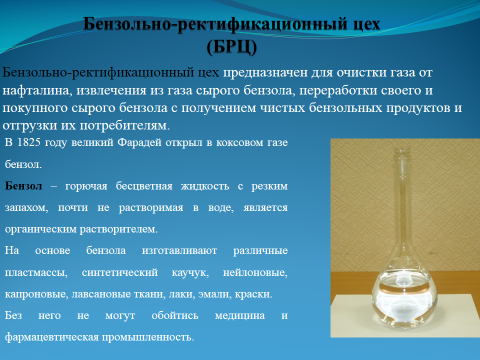 Бензольно-ректификационный цех
(БРЦ)
Бензольно-ректификационный цех предназначен для очистки газа от
нафталина, извлечения из газа сырого бензола, переработки своего и
покупного сырого бензола с получением чистых бензольных продуктов и
отгрузки их потребителям.
В 1825 году великий Фарадей открыл в коксовом газе
бензол.
Бензол – горючая бесцветная жидкость с резким
запахом, почти не растворимая в воде, является
органическим растворителем.
На основе бензола изготавливают различные
пластмассы, синтетический каучук, нейлоновые,
капроновые, лавсановые ткани, лаки, эмали, краски.
Без него не могут обойтись медицина и
фармацевтическая промышленность.